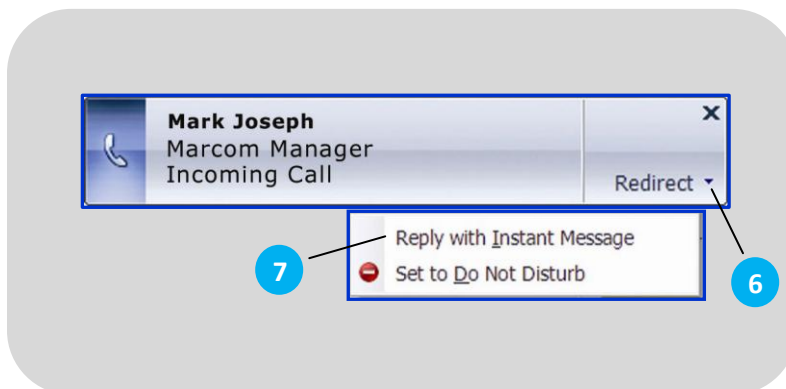 Mark Joseph
Marcom Manager
Incoming Call
Redirect
6
Reply with Instant Message
7
Set to Do Not Disturb